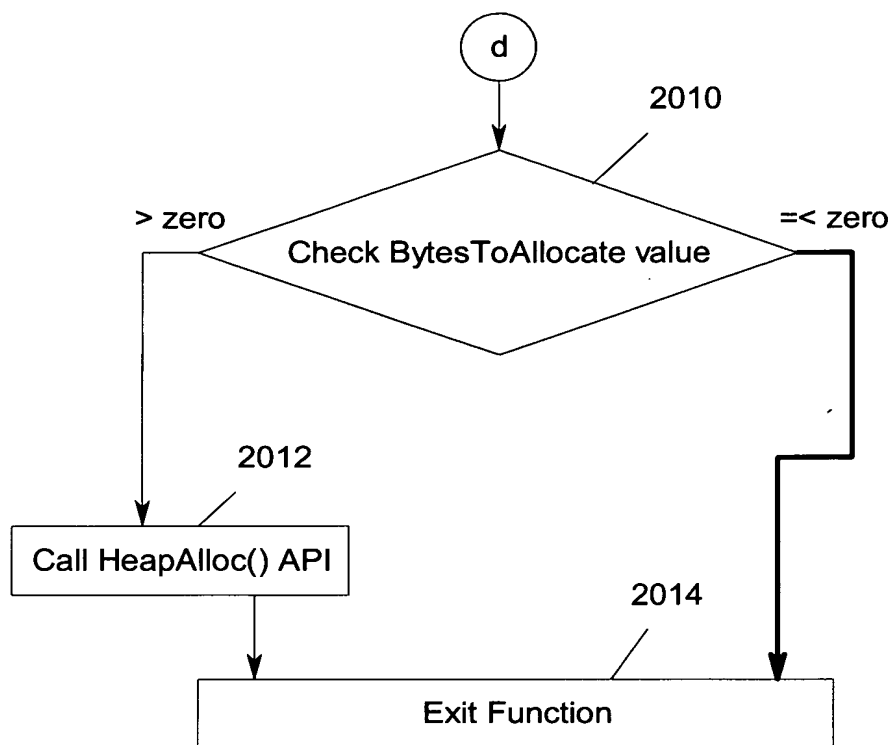 d
2010
> zero
=< zero
Check BytesToAllocate value
2012
Call HeapAlloc() API
2014
Exit Function